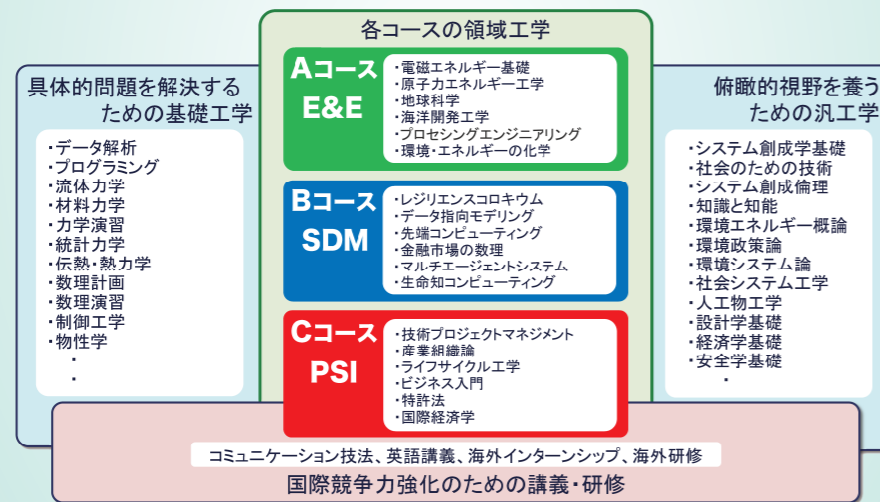 各コースの領域工学
具体的問題を解決する
ための基礎工学
・データ解析
・プログラミング
・流体力学
・材料力学
・力学演習
・統計力学
・伝熱・熱力学
・数理計画
・数理演習
・制御工学
・物性学
・
・
Aコース
E&E
・電磁エネルギー基礎
・原子力エネルギー工学
・地球科学
・海洋開発工学
・プロセシングエンジニアリング
・環境・エネルギーの化学
Bコース
SDM
・レジリエンスコロキウム
・データ指向モデリング
・先端コンピューティング
・金融市場の数理
・マルチエージェントシステム
・生命知コンピューティング
Cコース
PSI
・技術プロジェクトマネジメント
・産業組織論
・ライフサイクル工学
・ビジネス入門
・特許法
・国際経済学
俯瞰的視野を養う
ための汎工学
・システム創成学基礎
・社会のための技術
・システム創成倫理
・知識と知能
・環境エネルギー概論
・環境政策論
・環境システム論
・社会システム工学
・人工物工学
・設計学基礎
・経済学基礎
・安全学基礎
・
コミュニケーション技法、英語講義、海外インターンシップ、海外研修
国際競争力強化のための講義・研修